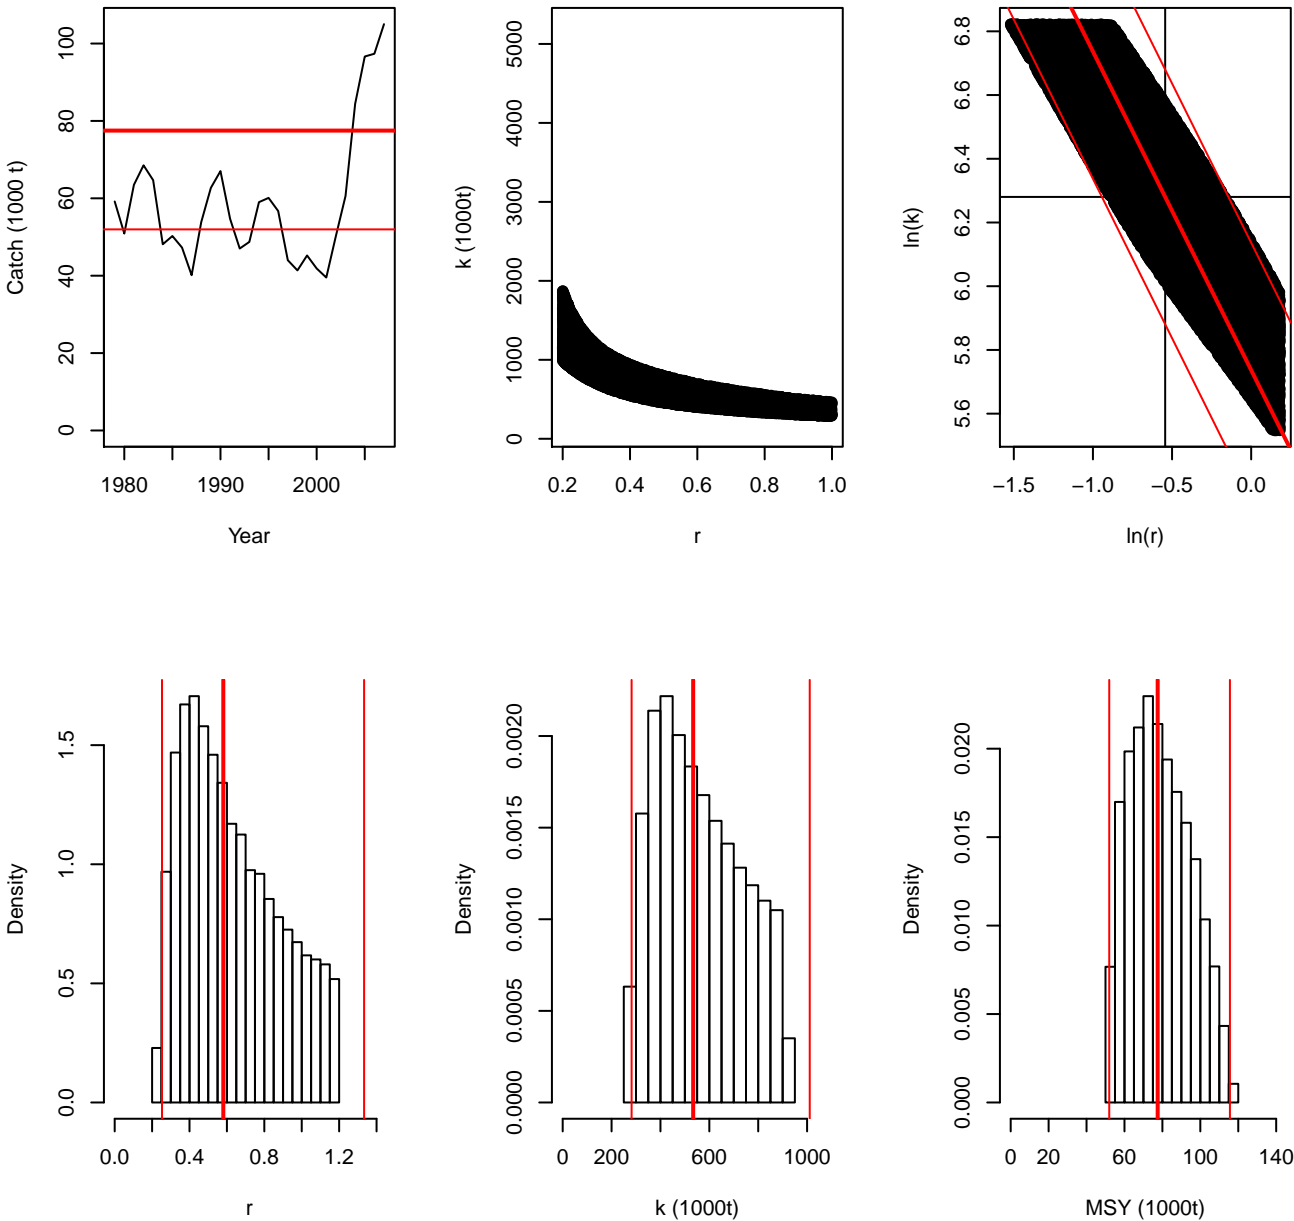 Catch (1000 t)
0 20 40 60 80 100
1980 1990 2000
Year
k (1000t)
0 1000 2000 3000 4000 5000
0.2 0.4 0.6 0.8 1.0
r
ln(k)
5.6 5.8 6.0 6.2 6.4 6.6 6.8
−1.5 −1.0 −0.5 0.0
ln(r)
Density
0.0 0.5 1.0 1.5
0.0 0.4 0.8 1.2
r
Density
0.0000 0.0005 0.0010 0.0015 0.0020
0 200 600 1000
k (1000t)
Density
0.000 0.005 0.010 0.015 0.020
0 20 60 100 140
MSY (1000t)